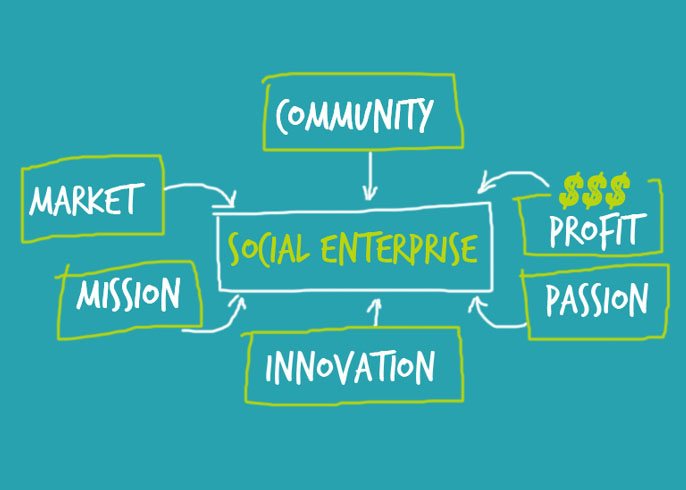 COMMUNITY
MARKET
$$$
PROFIT
SOCIAL ENTERPRISE
MISSION
PASSION
INNOVATION